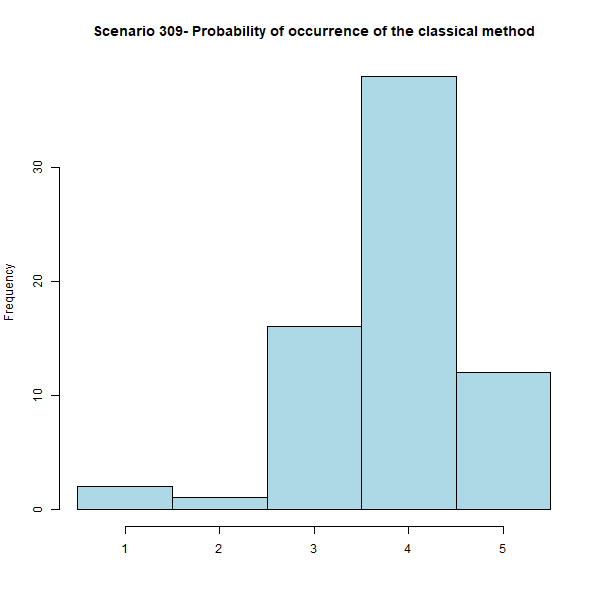 Scenario 309- Probability of occurrence of the classical method
Frequency
30
20
10
0
1 2 3 4 5